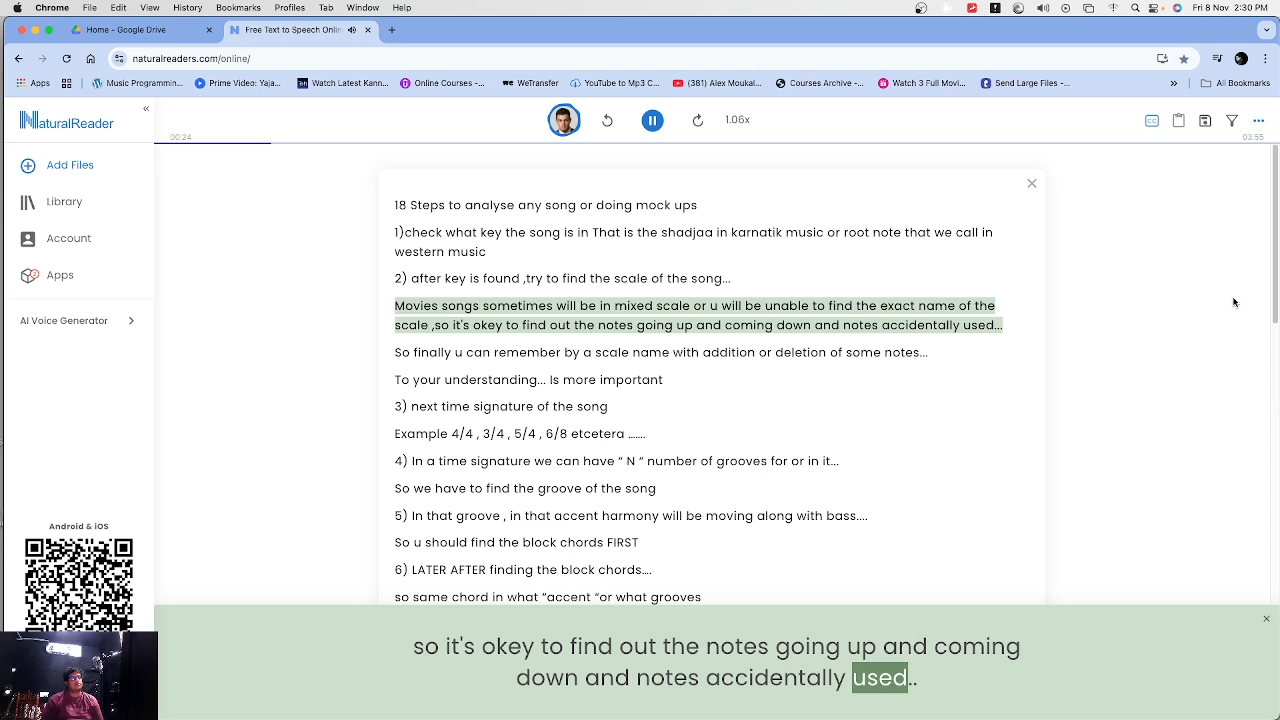 Chrome File Edit View History Bookmarks Profiles Tab Window Help
Fri 8 Nov 2:30 PM
Home - Google Drive
Free Text to Speech Onlin
naturalreaders.com/online/
Apps
Music Programm...
Prime Video: Yaja...
Watch Latest Kann...
Online Courses -...
WeTransfer
YouTube to Mp3 C...
(381) Alex Moukal...
Courses Archive -...
Watch 3 Full Movi...
Send Large Files -...
»
All Bookmarks
NaturalReader
«
1.06x
CC
00:24
03:55
Add Files
Library
Account
Apps
2
AI Voice Generator
Android & iOS
18 Steps to analyse any song or doing mock ups
1)check what key the song is in That is the shadjaa in karnatik music or root note that we call in
western music
2) after key is found ,try to find the scale of the song...
Movies songs sometimes will be in mixed scale or u will be unable to find the exact name of the
scale ,so it's okey to find out the notes going up and coming down and notes accidentally used...
So finally u can remember by a scale name with addition or deletion of some notes...
To your understanding... Is more important
3) next time signature of the song
Example 4/4 , 3/4 , 5/4 , 6/8 etcetera .......
4) In a time signature we can have “ N ” number of grooves for or in it...
So we have to find the groove of the song
5) In that groove , in that accent harmony will be moving along with bass....
So u should find the block chords FIRST
6) LATER AFTER finding the block chords....
so same chord in what “accent “or what grooves
so it's okey to find out the notes going up and coming
down and notes accidentally used..